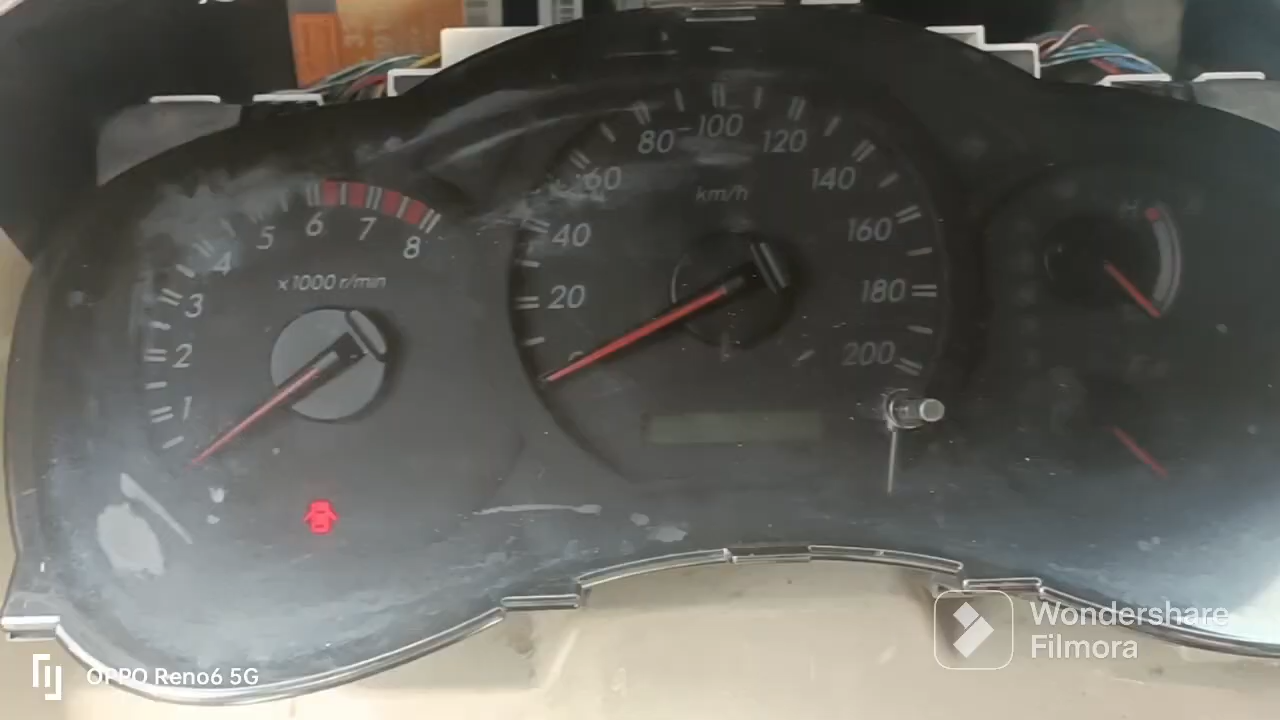 80 100 120
60 140
40 160
20 180
200
km/h
5 6 7 8
4
3
2
1
x1000 r/min
H
OPPO Reno6 5G
Wondershare
Filmora